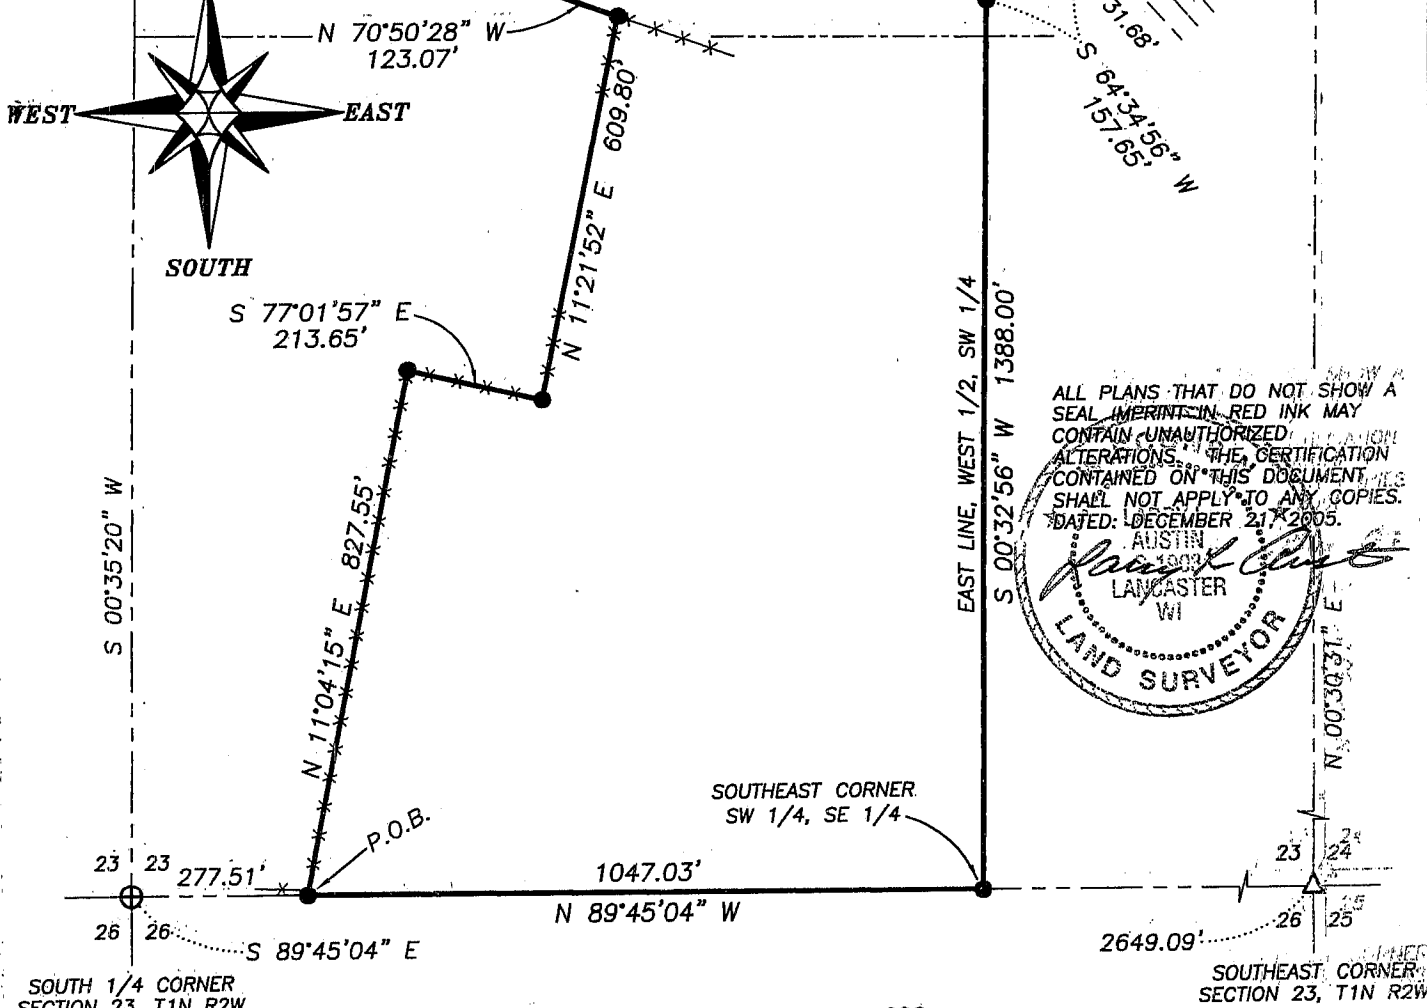 N 70°50'28" W
123.07'
31.68'
S 64°34'56" W
157.65'
WEST
EAST
SOUTH
N 11°21'52" E 609.80'
S 77°01'57" E
213.65'
EAST LINE, WEST 1/2, SW 1/4
S 00°32'56" W 1388.00'
ALL PLANS THAT DO NOT SHOW A
SEAL IMPRINT IN RED INK MAY
CONTAIN UNAUTHORIZED
ALTERATIONS. THE CERTIFICATION
CONTAINED ON THIS DOCUMENT
SHALL NOT APPLY TO ANY COPIES.
DATED: DECEMBER 21, 2005.
AUSTIN
LANCASTER
WI
LAND SURVEYOR
S 00°35'20" W
N 11°04'15" E 827.55'
N 00°30'31" E
SOUTHEAST CORNER
SW 1/4, SE 1/4
P.O.B.
23 23
277.51'
1047.03'
N 89°45'04" W
23 24
26 26
S 89°45'04" E
2649.09'
26 25
SOUTH 1/4 CORNER
SECTION 23, T1N R2W
SOUTHEAST CORNER
SECTION 23, T1N R2W